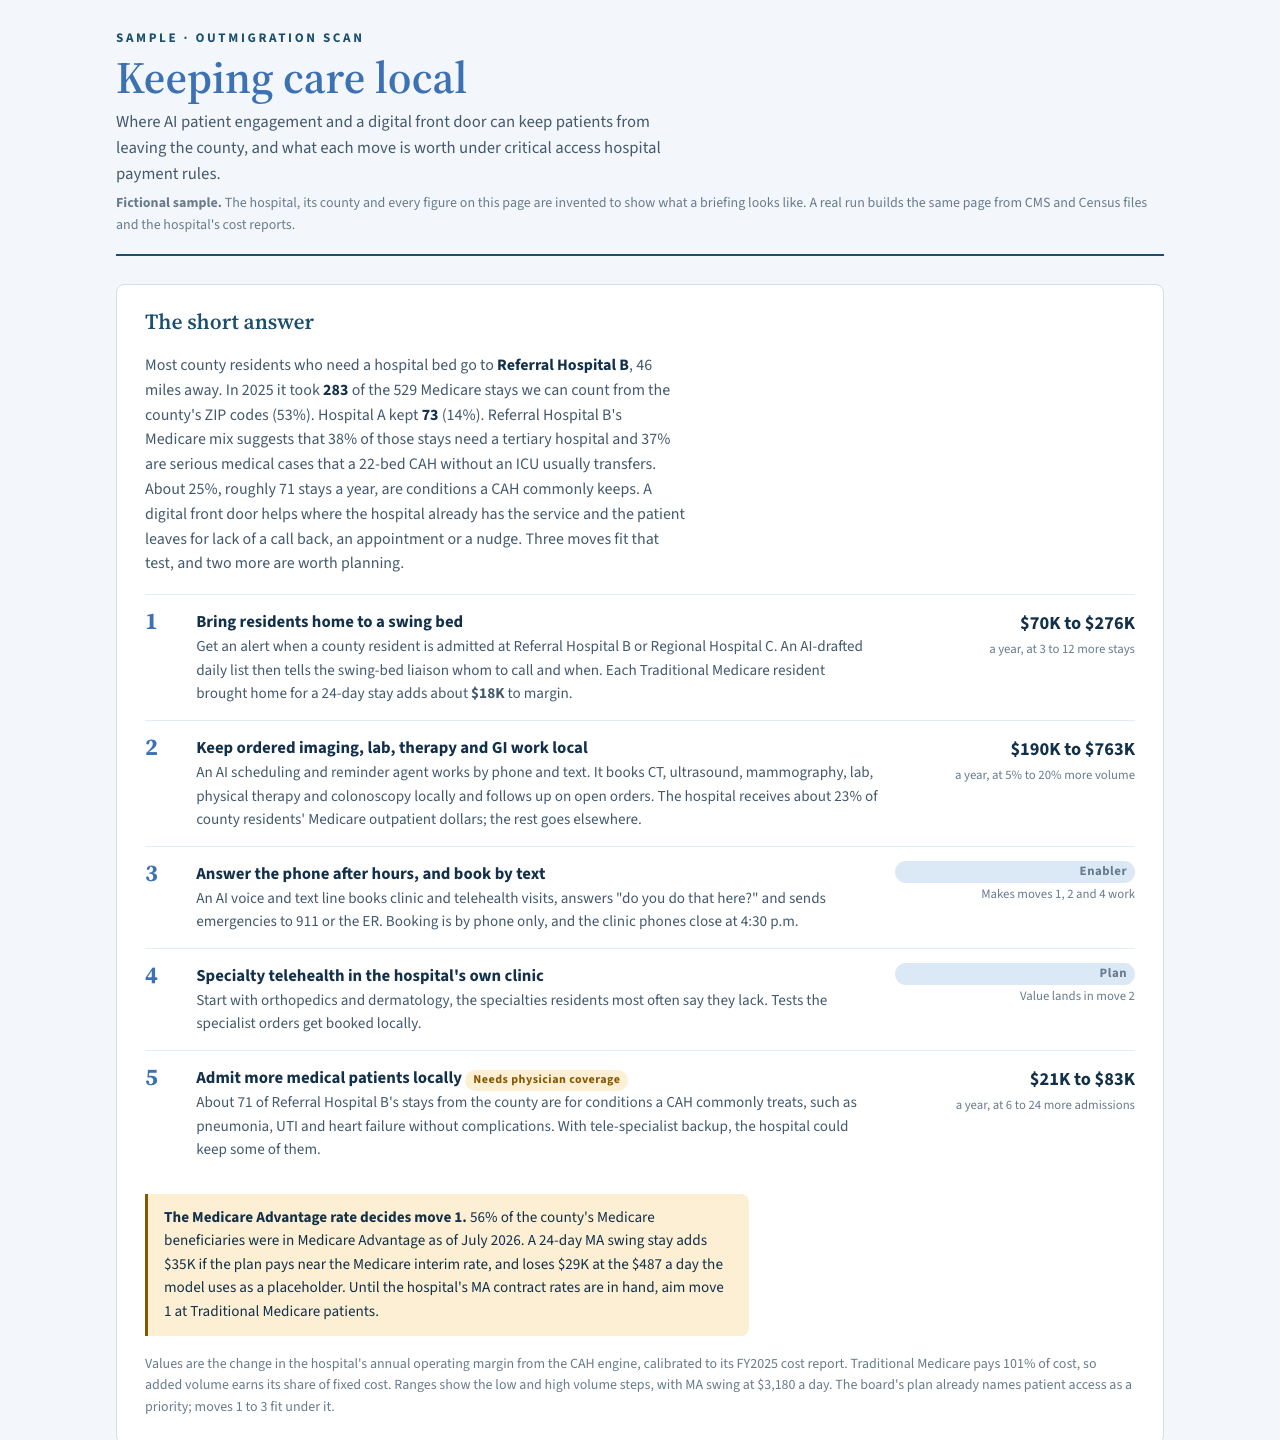 SAMPLE · OUTMIGRATION SCAN
Keeping care local
Where AI patient engagement and a digital front door can keep patients from
leaving the county, and what each move is worth under critical access hospital
payment rules.
Fictional sample. The hospital, its county and every figure on this page are invented to show what a briefing looks like. A real run builds the same page from CMS and Census files
and the hospital's cost reports.
The short answer
Most county residents who need a hospital bed go to Referral Hospital B, 46
miles away. In 2025 it took 283 of the 529 Medicare stays we can count from the
county's ZIP codes (53%). Hospital A kept 73 (14%). Referral Hospital B's
Medicare mix suggests that 38% of those stays need a tertiary hospital and 37%
are serious medical cases that a 22-bed CAH without an ICU usually transfers.
About 25%, roughly 71 stays a year, are conditions a CAH commonly keeps. A
digital front door helps where the hospital already has the service and the patient
leaves for lack of a call back, an appointment or a nudge. Three moves fit that
test, and two more are worth planning.
1
Bring residents home to a swing bed
Get an alert when a county resident is admitted at Referral Hospital B or Regional Hospital C. An AI-drafted
daily list then tells the swing-bed liaison whom to call and when. Each Traditional Medicare resident
brought home for a 24-day stay adds about $18K to margin.
$70K to $276K
a year, at 3 to 12 more stays
2
Keep ordered imaging, lab, therapy and GI work local
An AI scheduling and reminder agent works by phone and text. It books CT, ultrasound, mammography, lab,
physical therapy and colonoscopy locally and follows up on open orders. The hospital receives about 23% of
county residents' Medicare outpatient dollars; the rest goes elsewhere.
$190K to $763K
a year, at 5% to 20% more volume
3
Answer the phone after hours, and book by text
An AI voice and text line books clinic and telehealth visits, answers "do you do that here?" and sends
emergencies to 911 or the ER. Booking is by phone only, and the clinic phones close at 4:30 p.m.
Enabler
Makes moves 1, 2 and 4 work
4
Specialty telehealth in the hospital's own clinic
Start with orthopedics and dermatology, the specialties residents most often say they lack. Tests the
specialist orders get booked locally.
Plan
Value lands in move 2
5
Admit more medical patients locally Needs physician coverage
About 71 of Referral Hospital B's stays from the county are for conditions a CAH commonly treats, such as
pneumonia, UTI and heart failure without complications. With tele-specialist backup, the hospital could
keep some of them.
$21K to $83K
a year, at 6 to 24 more admissions
The Medicare Advantage rate decides move 1. 56% of the county's Medicare
beneficiaries were in Medicare Advantage as of July 2026. A 24-day MA swing stay adds
$35K if the plan pays near the Medicare interim rate, and loses $29K at the $487 a day the
model uses as a placeholder. Until the hospital's MA contract rates are in hand, aim move
1 at Traditional Medicare patients.
Values are the change in the hospital's annual operating margin from the CAH engine, calibrated to its FY2025 cost report. Traditional Medicare pays 101% of cost, so
added volume earns its share of fixed cost. Ranges show the low and high volume steps, with MA swing at $3,180 a day. The board's plan already names patient access as a
priority; moves 1 to 3 fit under it.